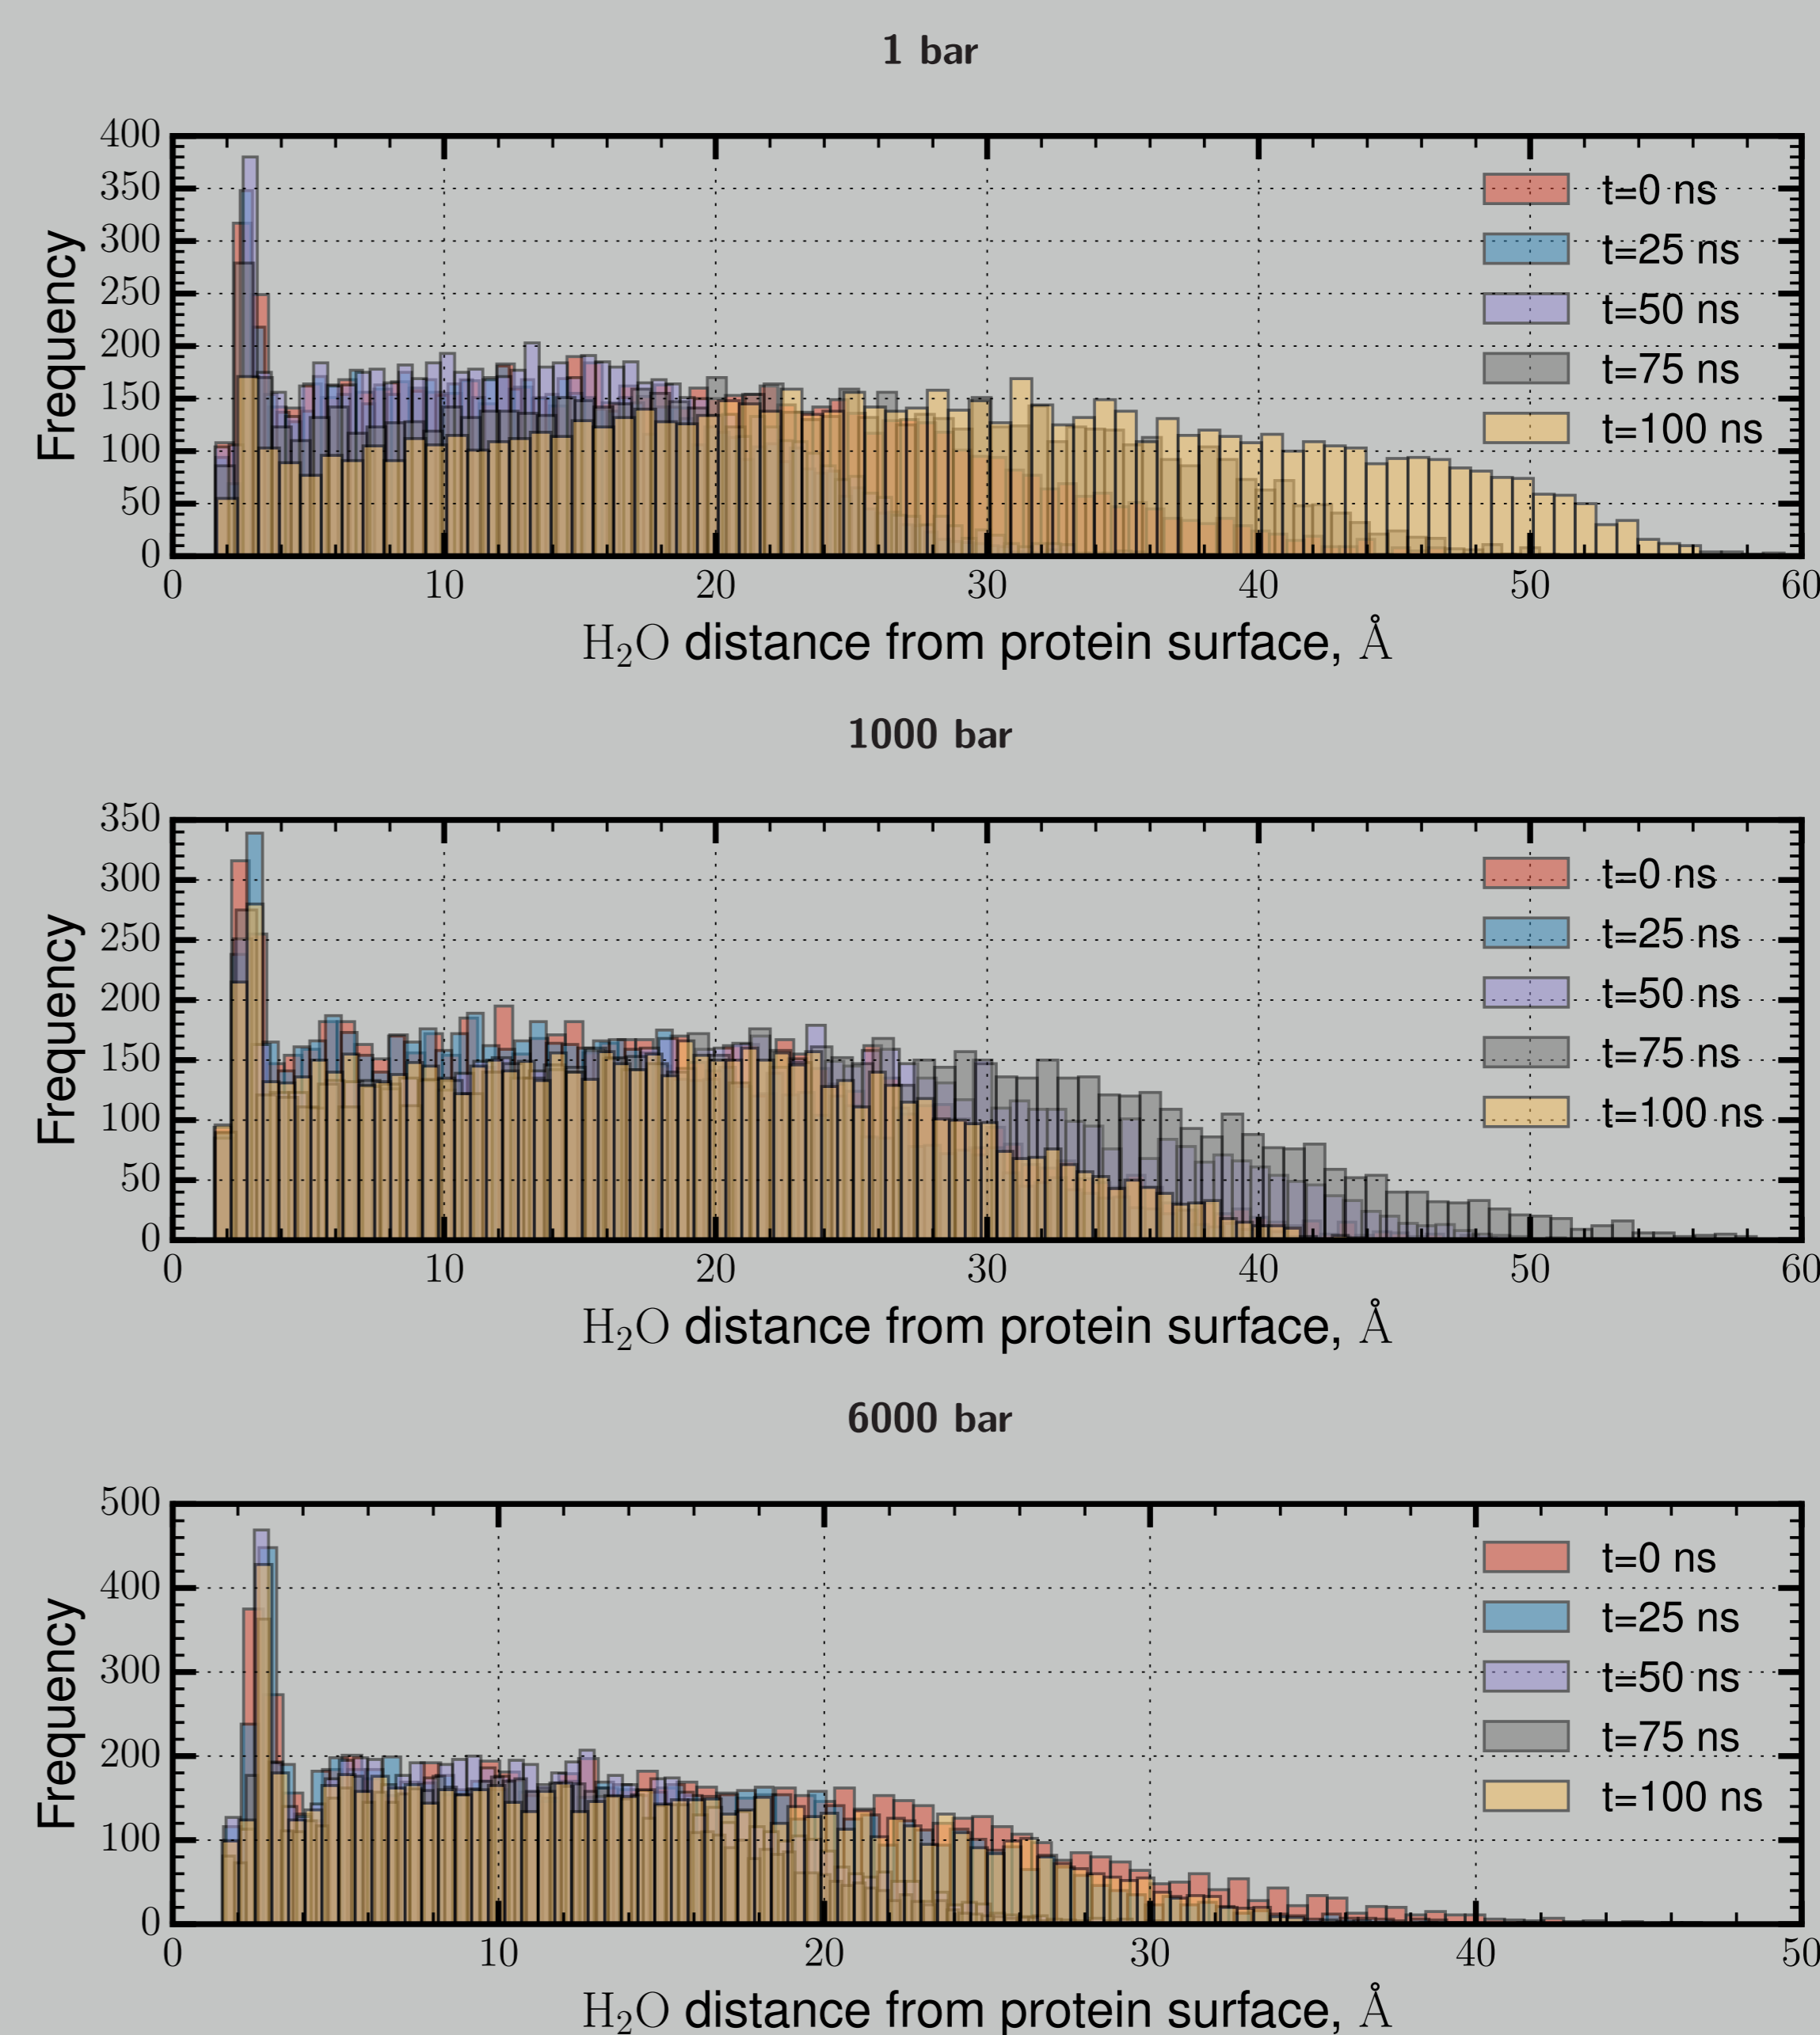 1 bar
400
350
300
250
200
150
100
50
0
Frequency
t=0 ns
t=25 ns
t=50 ns
t=75 ns
t=100 ns
0 10 20 30 40 50 60
H₂O distance from protein surface, Å
1000 bar
350
300
250
200
150
100
50
0
Frequency
t=0 ns
t=25 ns
t=50 ns
t=75 ns
t=100 ns
0 10 20 30 40 50 60
H₂O distance from protein surface, Å
6000 bar
500
400
300
200
100
0
Frequency
t=0 ns
t=25 ns
t=50 ns
t=75 ns
t=100 ns
0 10 20 30 40 50
H₂O distance from protein surface, Å